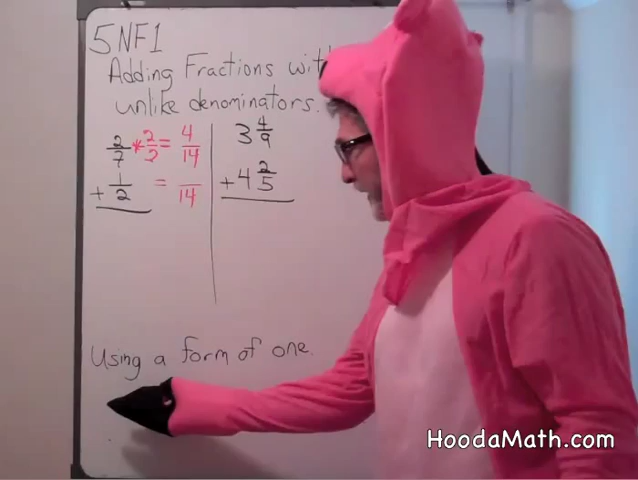 5NF1
Adding Fractions with
unlike denominators.
2/7 * 2/2 = 4/14
+ 1/2 = /14
3 4/9
+ 4 2/5
Using a form of one.
HoodaMath.com